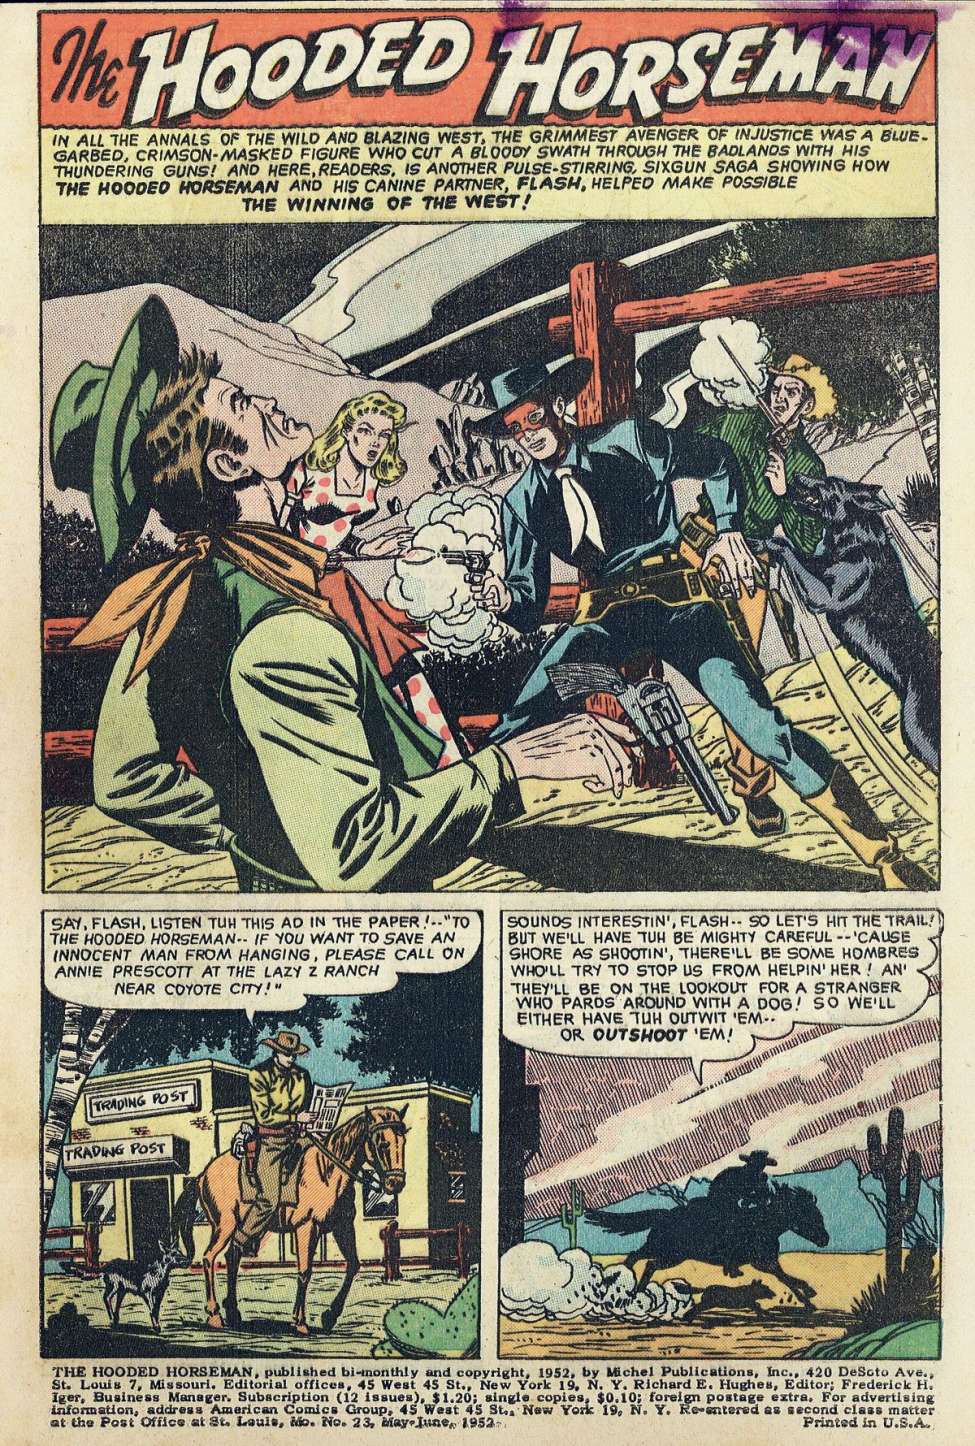 The HOODED HORSEMAN
IN ALL THE ANNALS OF THE WILD AND BLAZING WEST, THE GRIMMEST AVENGER OF INJUSTICE WAS A BLUE-
GARBED, CRIMSON-MASKED FIGURE WHO CUT A BLOODY SWATH THROUGH THE BADLANDS WITH HIS
THUNDERING GUNS! AND HERE, READERS, IS ANOTHER PULSE-STIRRING, SIXGUN SAGA SHOWING HOW
THE HOODED HORSEMAN AND HIS CANINE PARTNER, FLASH, HELPED MAKE POSSIBLE
THE WINNING OF THE WEST!
SAY, FLASH, LISTEN TUH THIS AD IN THE PAPER!--"TO
THE HOODED HORSEMAN-- IF YOU WANT TO SAVE AN
INNOCENT MAN FROM HANGING, PLEASE CALL ON
ANNIE PRESCOTT AT THE LAZY Z RANCH
NEAR COYOTE CITY!"
TRADING POST
TRADING POST
SOUNDS INTERESTIN', FLASH-- SO LET'S HIT THE TRAIL!
BUT WE'LL HAVE TUH BE MIGHTY CAREFUL--'CAUSE
SHORE AS SHOOTIN', THERE'LL BE SOME HOMBRES
WHO'LL TRY TO STOP US FROM HELPIN' HER! AN'
THEY'LL BE ON THE LOOKOUT FOR A STRANGER
WHO PARDS AROUND WITH A DOG! SO WE'LL
EITHER HAVE TUH OUTWIT 'EM--
OR OUTSHOOT 'EM!
THE HOODED HORSEMAN, published bi-monthly and copyright, 1952, by Michel Publications, Inc., 420 DeSoto Ave.,
St. Louis 7, Missouri. Editorial offices, 45 West 45 St., New York 19, N. Y. Richard E. Hughes, Editor; Frederick H.
Iger, Business Manager. Subscription (12 issues), $1.20; single copies, $0.10; foreign postage extra. For advertising
information, address American Comics Group, 45 West 45 St., New York 19, N. Y. Re-entered as second class matter
at the Post Office at St. Louis, Mo. No. 23, May-June, 1952. Printed in U.S.A.